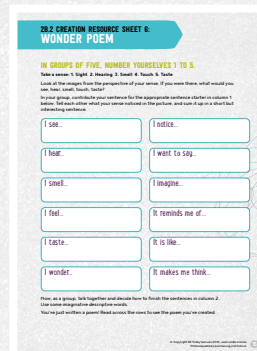 2B.2 CREATION RESOURCE SHEET 6:
WONDER POEM
IN GROUPS OF FIVE, NUMBER YOURSELVES 1 TO 5.
Take a sense: 1. Sight 2. Hearing 3. Smell 4. Touch 5. Taste
Look at the images from the perspective of your sense. If you were there, what would you
see, hear, smell, touch, taste?
In your group, contribute your sentence for the appropriate sentence starter in column 1
below. Tell each other what your sense noticed in the picture, and sum it up in a short but
interesting sentence.
I see... I notice...
I hear... I want to say...
I smell... I imagine...
I feel... It reminds me of...
I taste... It is like...
I wonder... It makes me think...
Now, as a group, talk together and decide how to finish the sentences in column 2.
Use some imaginative descriptive words.
You've just written a poem! Read across the rows to see the poem you've created.